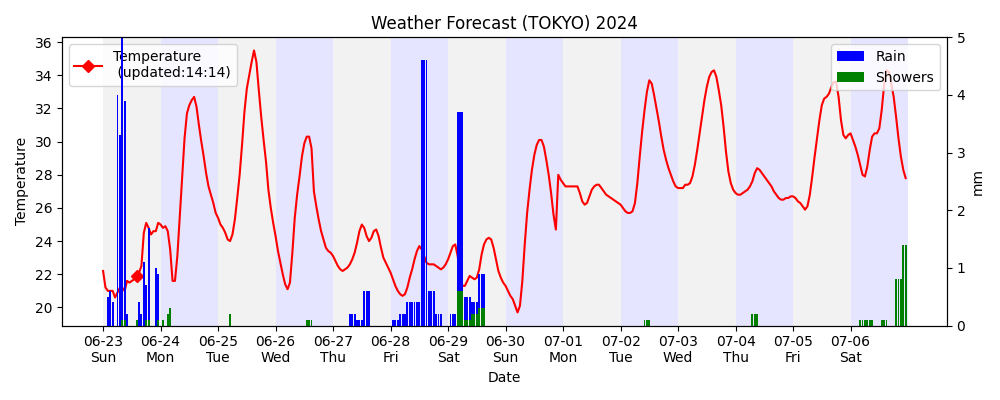 Weather Forecast (TOKYO) 2024
Temperature
(updated:14:14)
Rain
Showers
Temperature
36
34
32
30
28
26
24
22
20
5
4
3
2
1
0
mm
06-23 06-24 06-25 06-26 06-27 06-28 06-29 06-30 07-01 07-02 07-03 07-04 07-05 07-06
Sun Mon Tue Wed Thu Fri Sat Sun Mon Tue Wed Thu Fri Sat
Date